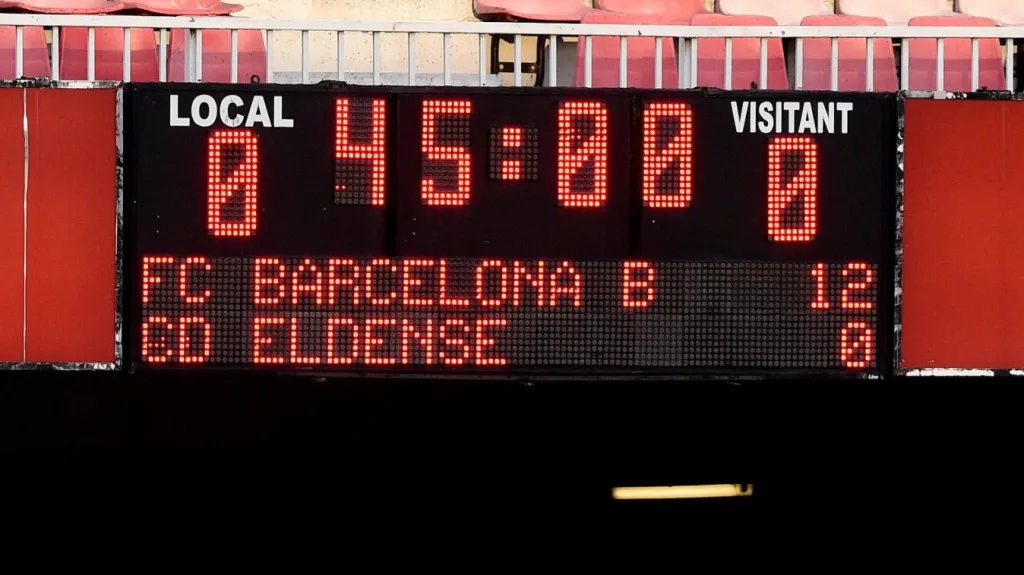 LOCAL 45:00 VISITANT
0 0
FC BARCELONA B 12
CD ELDENSE 0